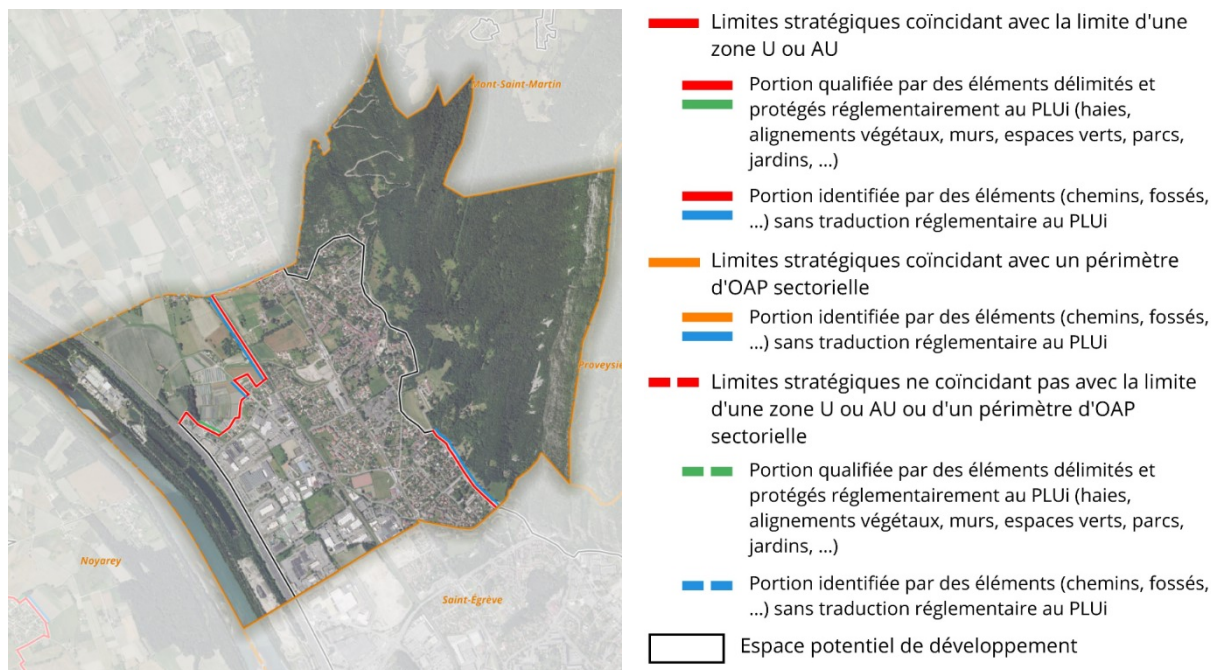 Mont-Saint-Martin
Proveysie
Noyarey
Saint-Égrève
Limites stratégiques coïncidant avec la limite d'une
zone U ou AU
Portion qualifiée par des éléments délimités et
protégés réglementairement au PLUi (haies,
alignements végétaux, murs, espaces verts, parcs,
jardins, ...)
Portion identifiée par des éléments (chemins, fossés,
...) sans traduction réglementaire au PLUi
Limites stratégiques coïncidant avec un périmètre
d'OAP sectorielle
Portion identifiée par des éléments (chemins, fossés,
...) sans traduction réglementaire au PLUi
Limites stratégiques ne coïncidant pas avec la limite
d'une zone U ou AU ou d'un périmètre d'OAP
sectorielle
Portion qualifiée par des éléments délimités et
protégés réglementairement au PLUi (haies,
alignements végétaux, murs, espaces verts, parcs,
jardins, ...)
Portion identifiée par des éléments (chemins, fossés,
...) sans traduction réglementaire au PLUi
Espace potentiel de développement